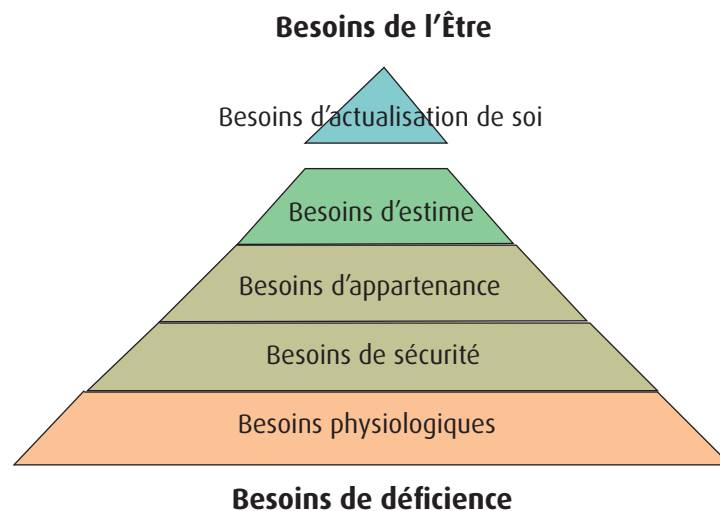 Besoins de l’Être
Besoins d’actualisation de soi
Besoins d’estime
Besoins d’appartenance
Besoins de sécurité
Besoins physiologiques
Besoins de déficience